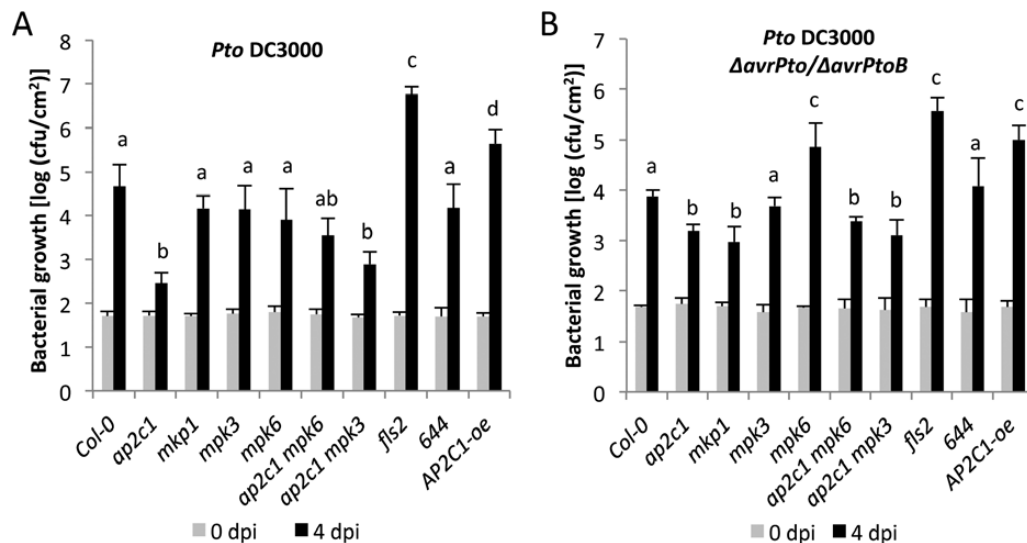 A
Pto DC3000
Bacterial growth [log (cfu/cm²)]
8
7
6
5
4
3
2
1
0
a
b
a
a
a
ab
b
c
a
d
Col-0
ap2c1
mkp1
mpk3
mpk6
ap2c1 mpk6
ap2c1 mpk3
fls2
644
AP2C1-oe
0 dpi 4 dpi
B
Pto DC3000
ΔavrPto/ΔavrPtoB
Bacterial growth [log (cfu/cm²)]
7
6
5
4
3
2
1
0
a
b
b
a
c
b
b
c
a
c
Col-0
ap2c1
mkp1
mpk3
mpk6
ap2c1 mpk6
ap2c1 mpk3
fls2
644
AP2C1-oe
0 dpi 4 dpi